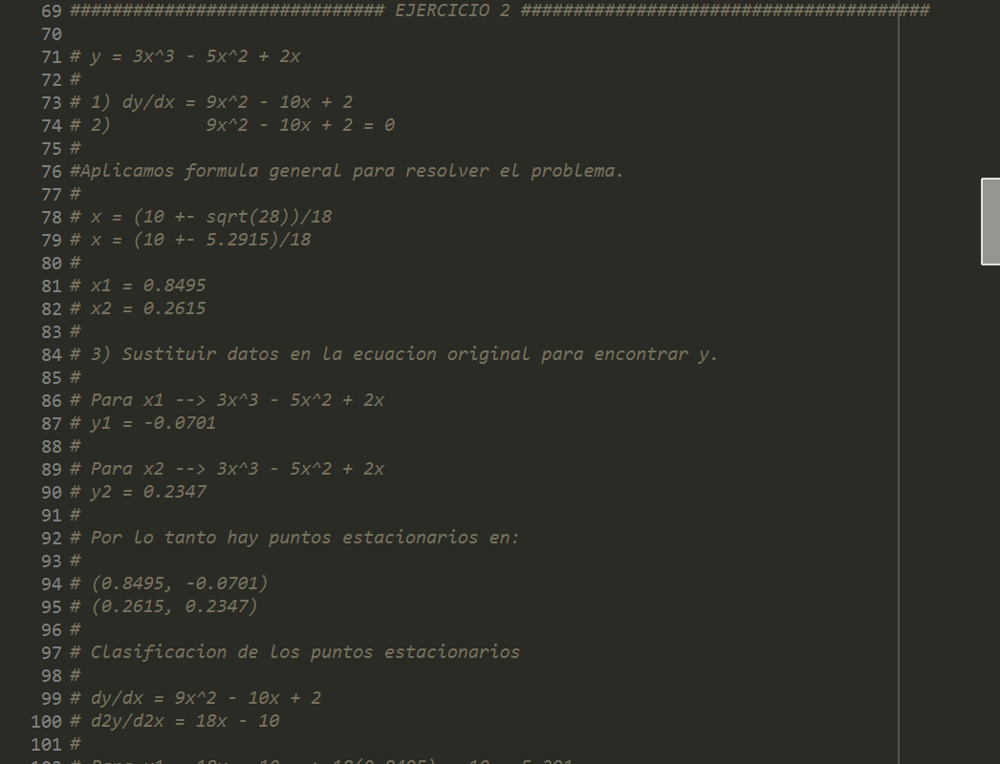 69 ############################## EJERCICIO 2 #######################################
70
71 # y = 3x^3 - 5x^2 + 2x
72 #
73 # 1) dy/dx = 9x^2 - 10x + 2
74 # 2)         9x^2 - 10x + 2 = 0
75 #
76 #Aplicamos formula general para resolver el problema.
77 #
78 # x = (10 +- sqrt(28))/18
79 # x = (10 +- 5.2915)/18
80 #
81 # x1 = 0.8495
82 # x2 = 0.2615
83 #
84 # 3) Sustituir datos en la ecuacion original para encontrar y.
85 #
86 # Para x1 --> 3x^3 - 5x^2 + 2x
87 # y1 = -0.0701
88 #
89 # Para x2 --> 3x^3 - 5x^2 + 2x
90 # y2 = 0.2347
91 #
92 # Por lo tanto hay puntos estacionarios en:
93 #
94 # (0.8495, -0.0701)
95 # (0.2615, 0.2347)
96 #
97 # Clasificacion de los puntos estacionarios
98 #
99 # dy/dx = 9x^2 - 10x + 2
100 # d2y/d2x = 18x - 10
101 #